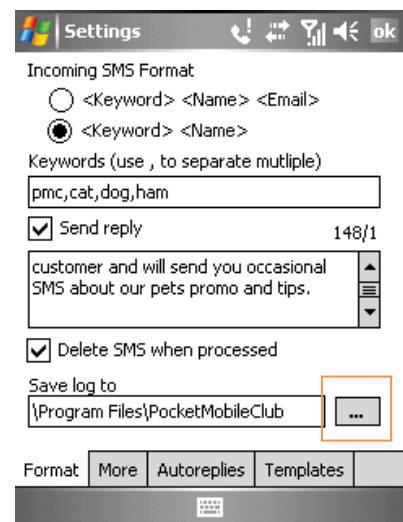 Settings
ok
Incoming SMS Format
<Keyword> <Name> <Email>
<Keyword> <Name>
Keywords (use , to separate mutliple)
pmc,cat,dog,ham
Send reply 148/1
customer and will send you occasional
SMS about our pets promo and tips.
Delete SMS when processed
Save log to
\Program Files\PocketMobileClub ...
Format More Autoreplies Templates